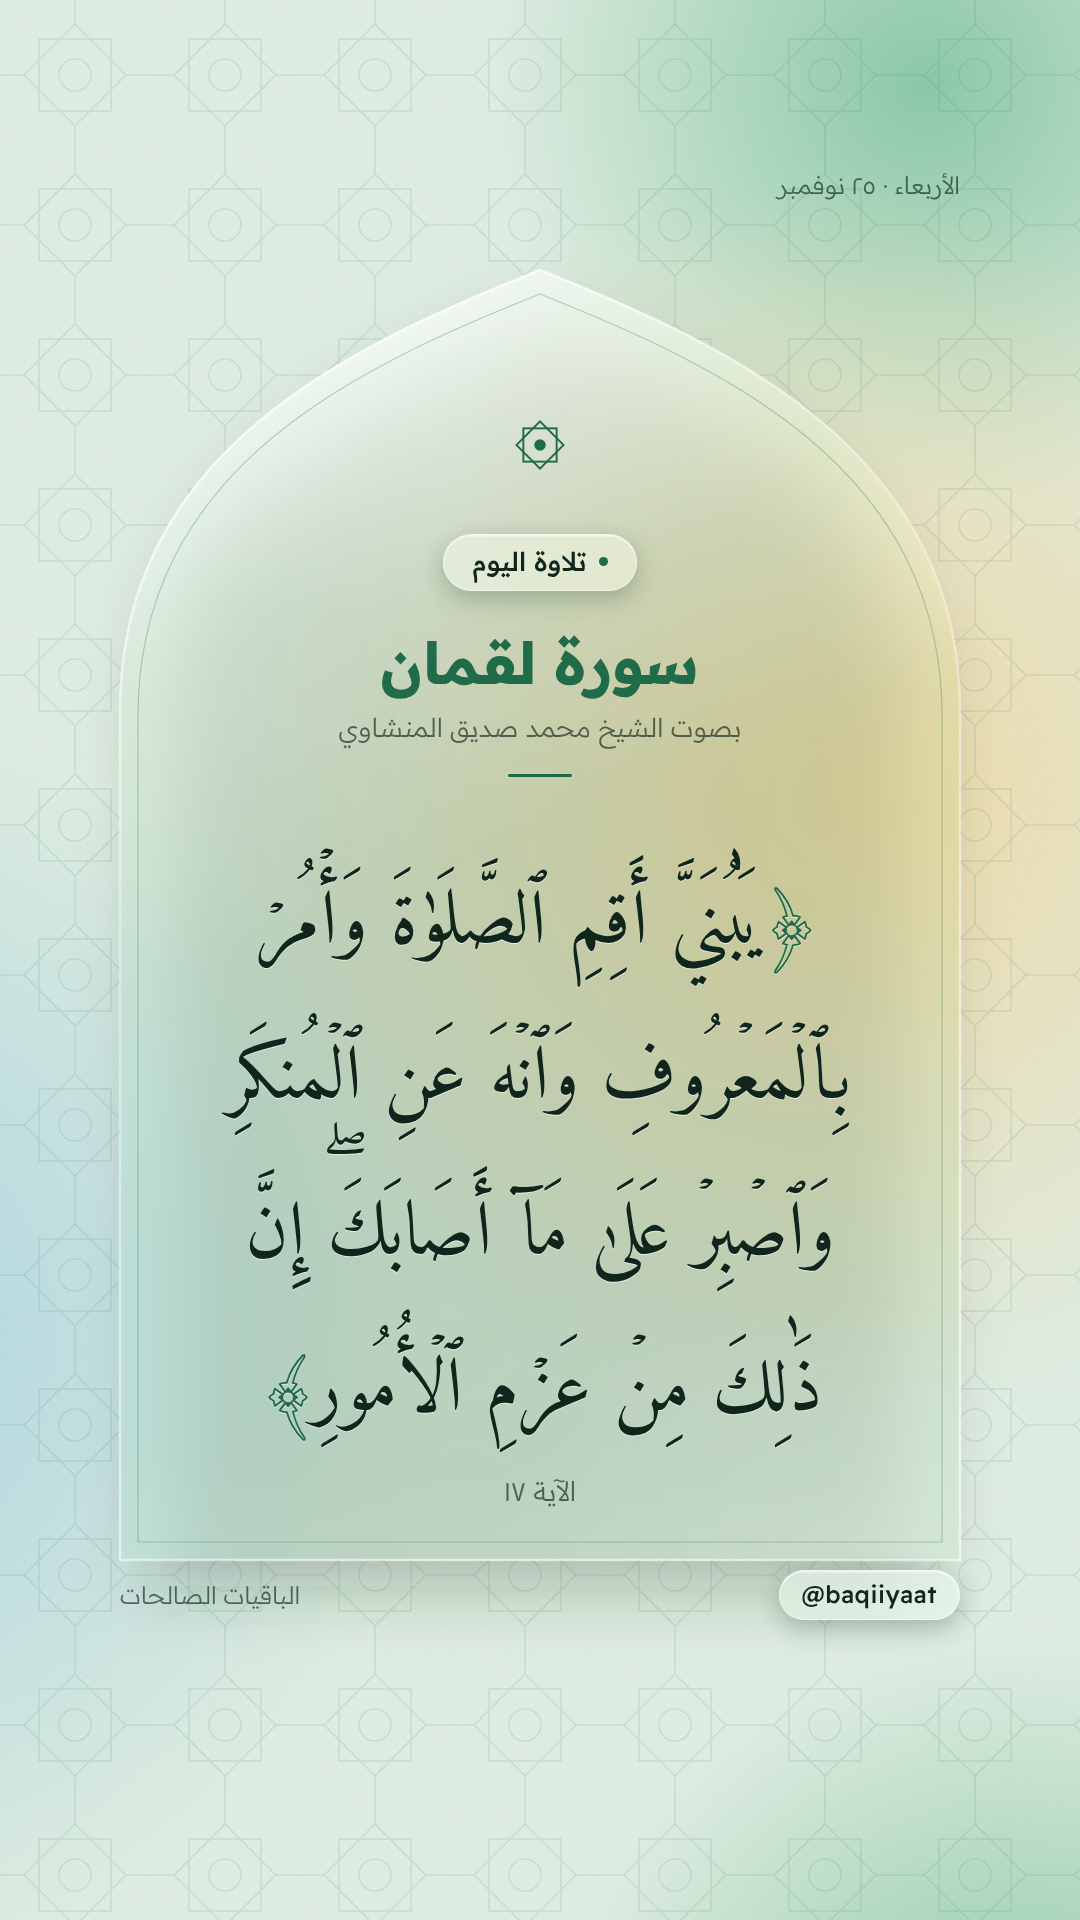 الأربعاء · ٢٥ نوفمبر
تلاوة اليوم
سورة لقمان
بصوت الشيخ محمد صديق المنشاوي
﴿يَٰبُنَيَّ أَقِمِ ٱلصَّلَوٰةَ وَأۡمُرۡ
بِٱلۡمَعۡرُوفِ وَٱنۡهَ عَنِ ٱلۡمُنكَرِ
وَٱصۡبِرۡ عَلَىٰ مَآ أَصَابَكَۖ إِنَّ
ذَٰلِكَ مِنۡ عَزۡمِ ٱلۡأُمُورِ﴾
الآية ١٧
@baqiiyaat
الباقيات الصالحات